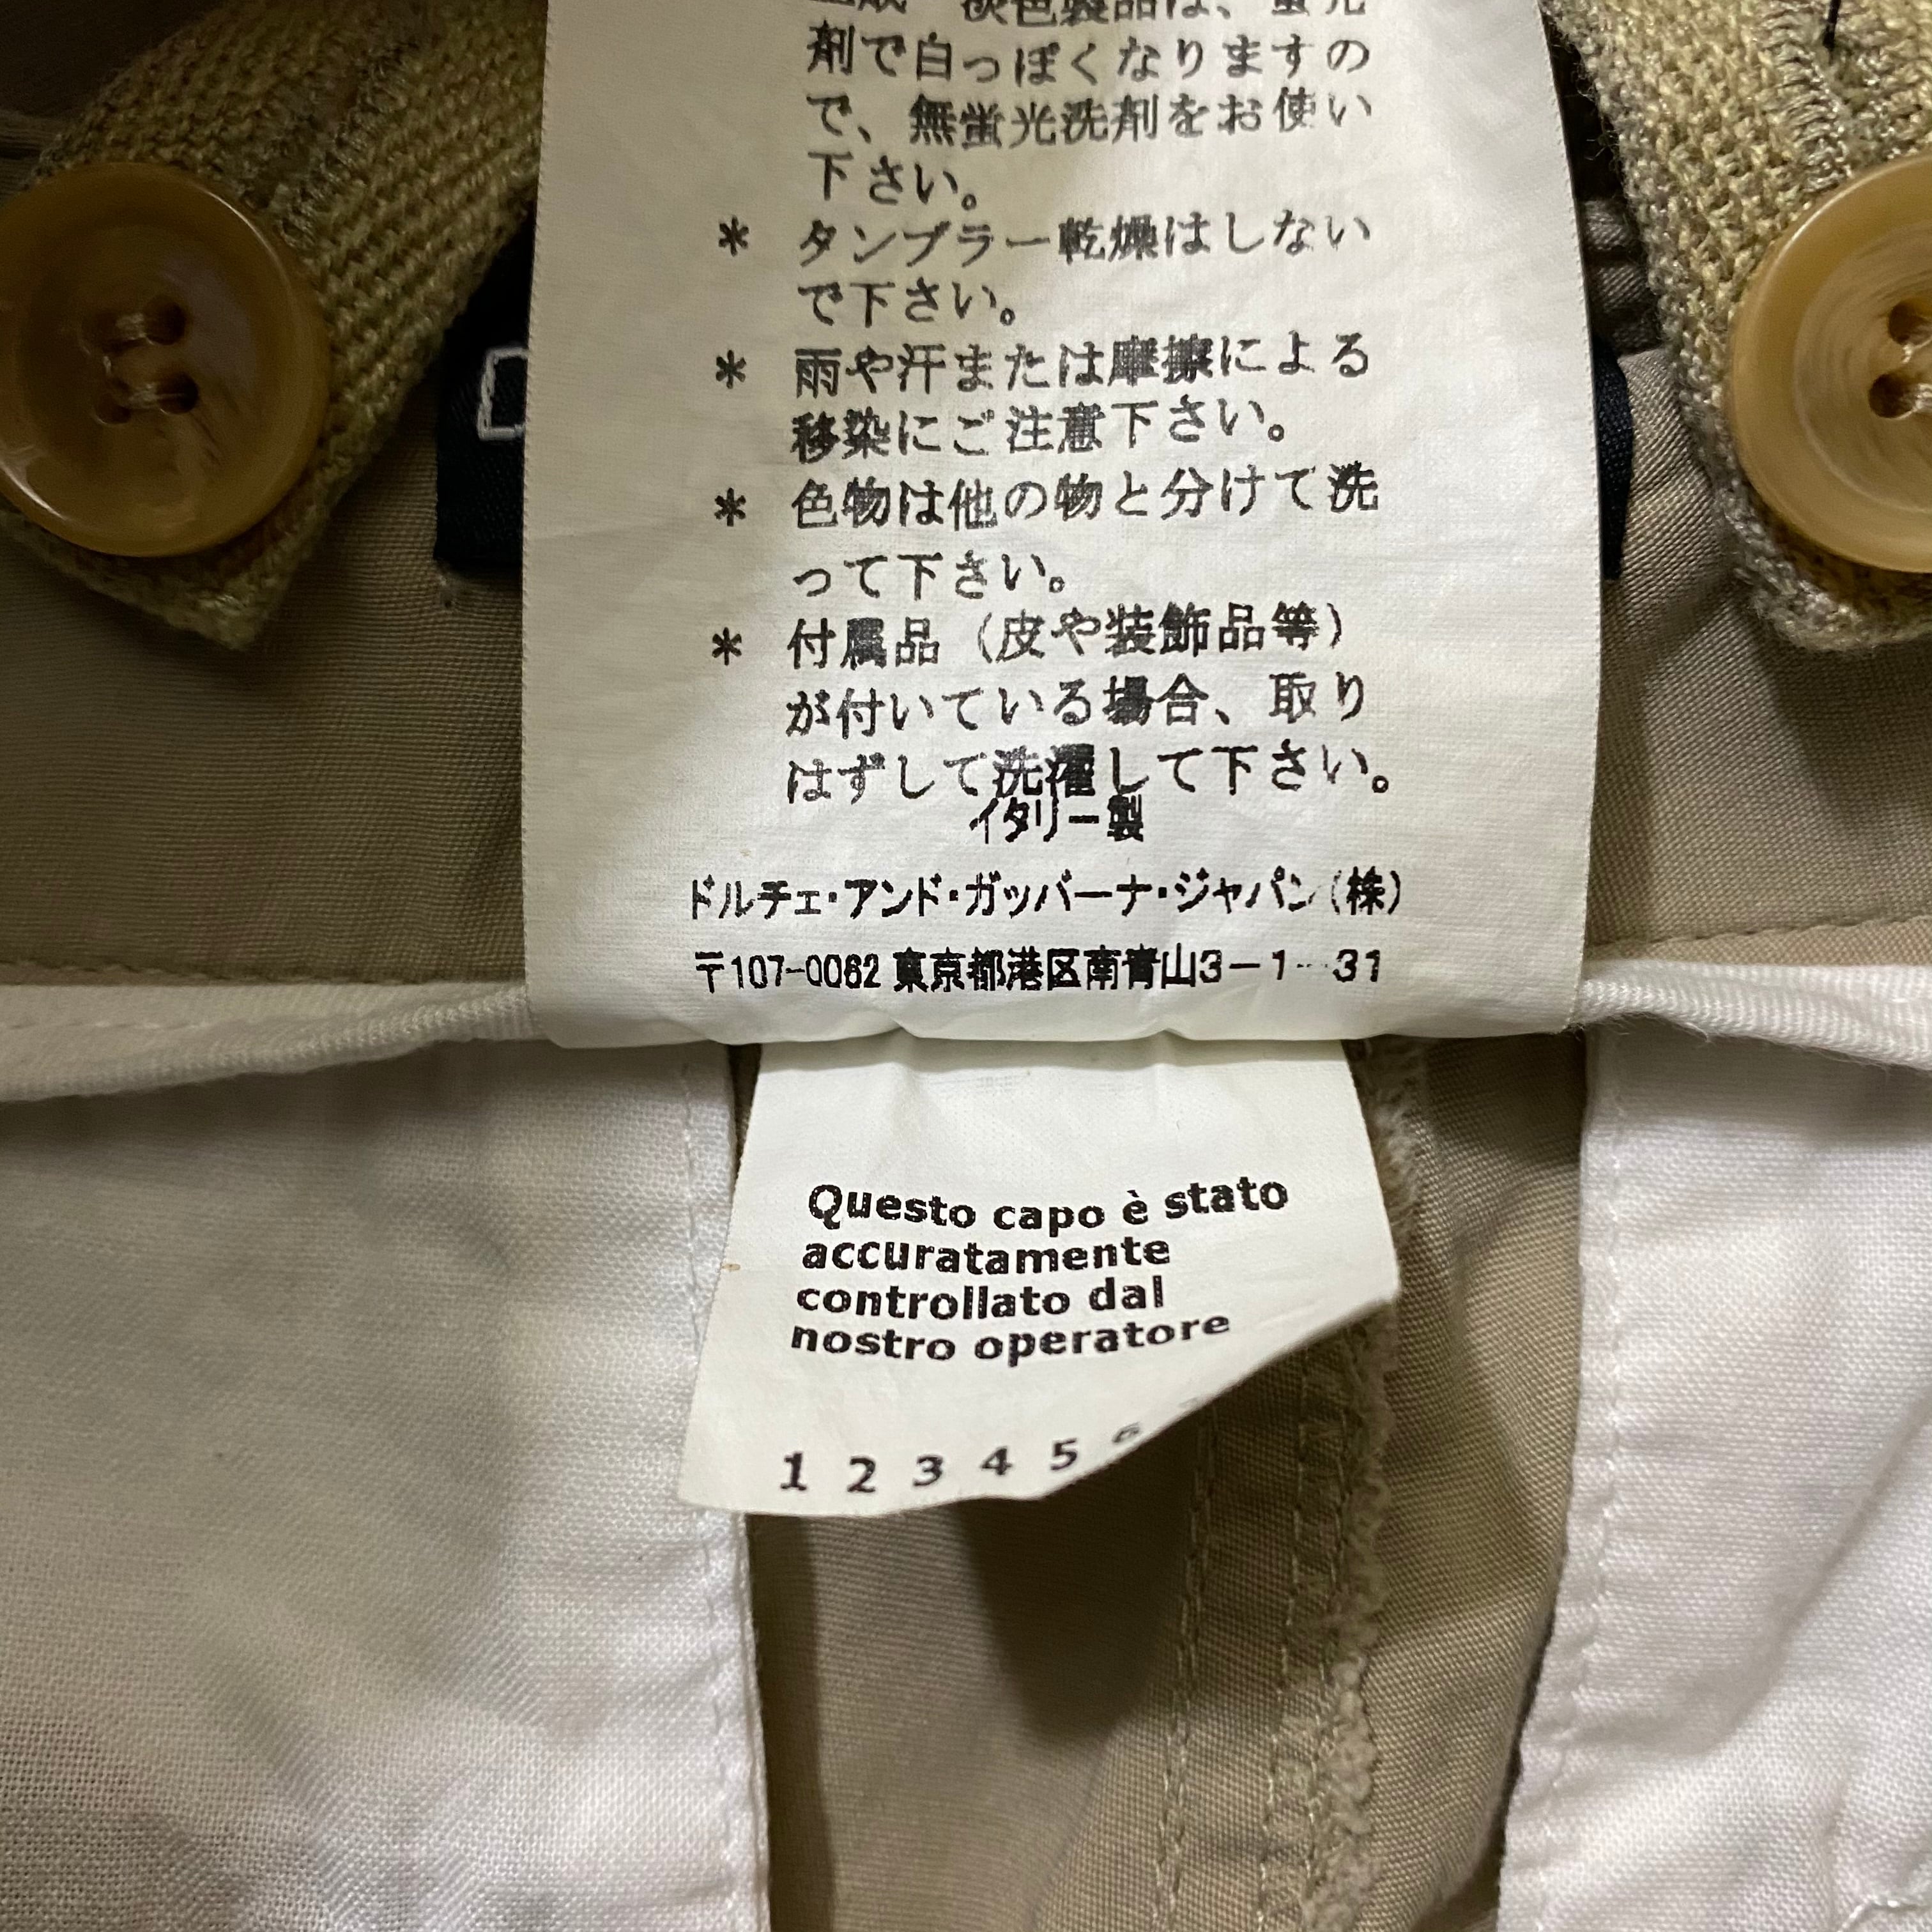 淡色製品は、蛍光
剤で白っぽくなりますの
で、無蛍光洗剤をお使い
下さい。
* タンブラー乾燥はしない
で下さい。
* 雨や汗または摩擦による
移染にご注意下さい。
* 色物は他の物と分けて洗
って下さい。
* 付属品（皮や装飾品等）
が付いている場合、取り
はずして洗濯して下さい。
イタリー製
ドルチェ・アンド・ガッバーナ・ジャパン(株)
〒107-0062 東京都港区南青山3-1-31
Questo capo è stato
accuratamente
controllato dal
nostro operatore
1 2 3 4 5 6